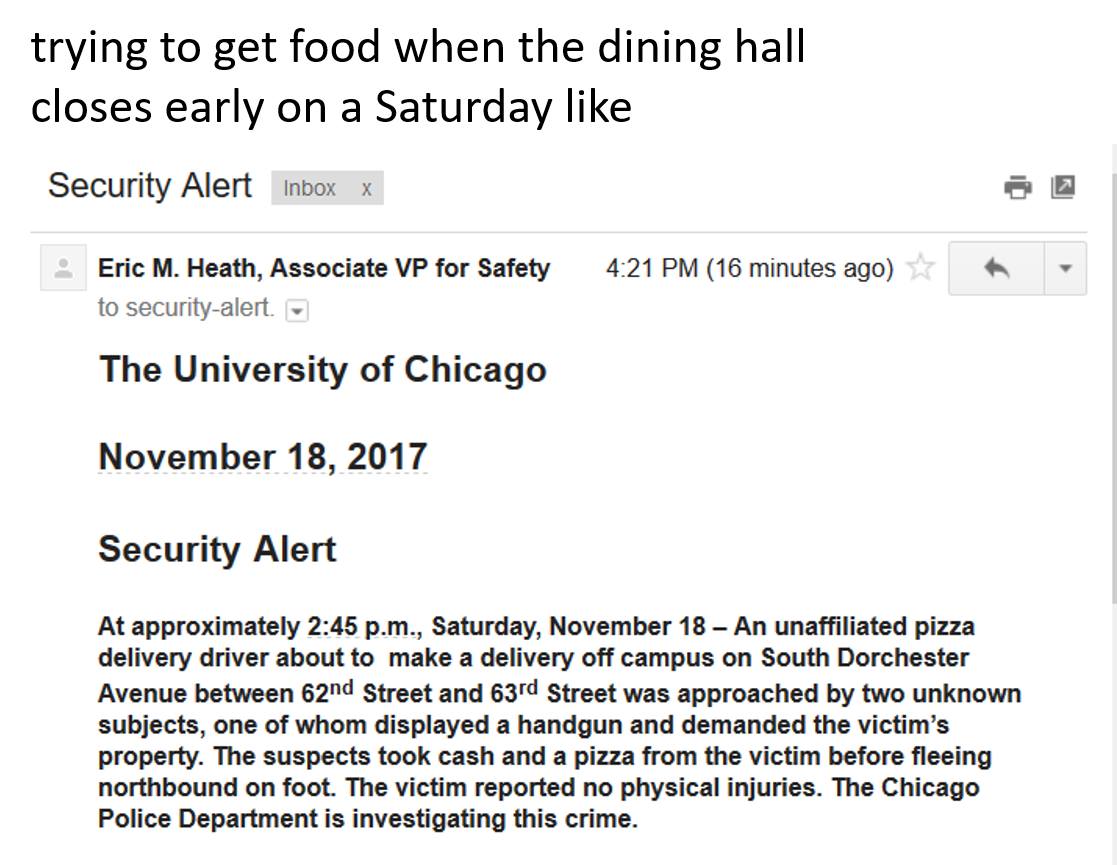 trying to get food when the dining hall
closes early on a Saturday like
Security Alert Inbox x
Eric M. Heath, Associate VP for Safety 4:21 PM (16 minutes ago)
to security-alert.
The University of Chicago
November 18, 2017
Security Alert
At approximately 2:45 p.m., Saturday, November 18 – An unaffiliated pizza
delivery driver about to  make a delivery off campus on South Dorchester
Avenue between 62nd Street and 63rd Street was approached by two unknown
subjects, one of whom displayed a handgun and demanded the victim’s
property. The suspects took cash and a pizza from the victim before fleeing
northbound on foot. The victim reported no physical injuries. The Chicago
Police Department is investigating this crime.